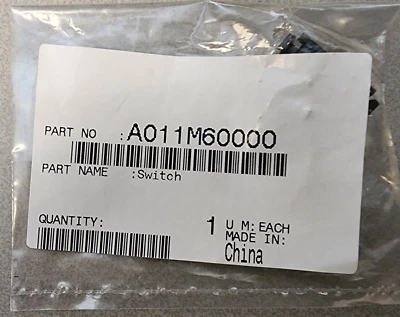 PART NO :A011M60000
PART NAME :Switch
QUANTITY: 1 U M:EACH
MADE IN:
China